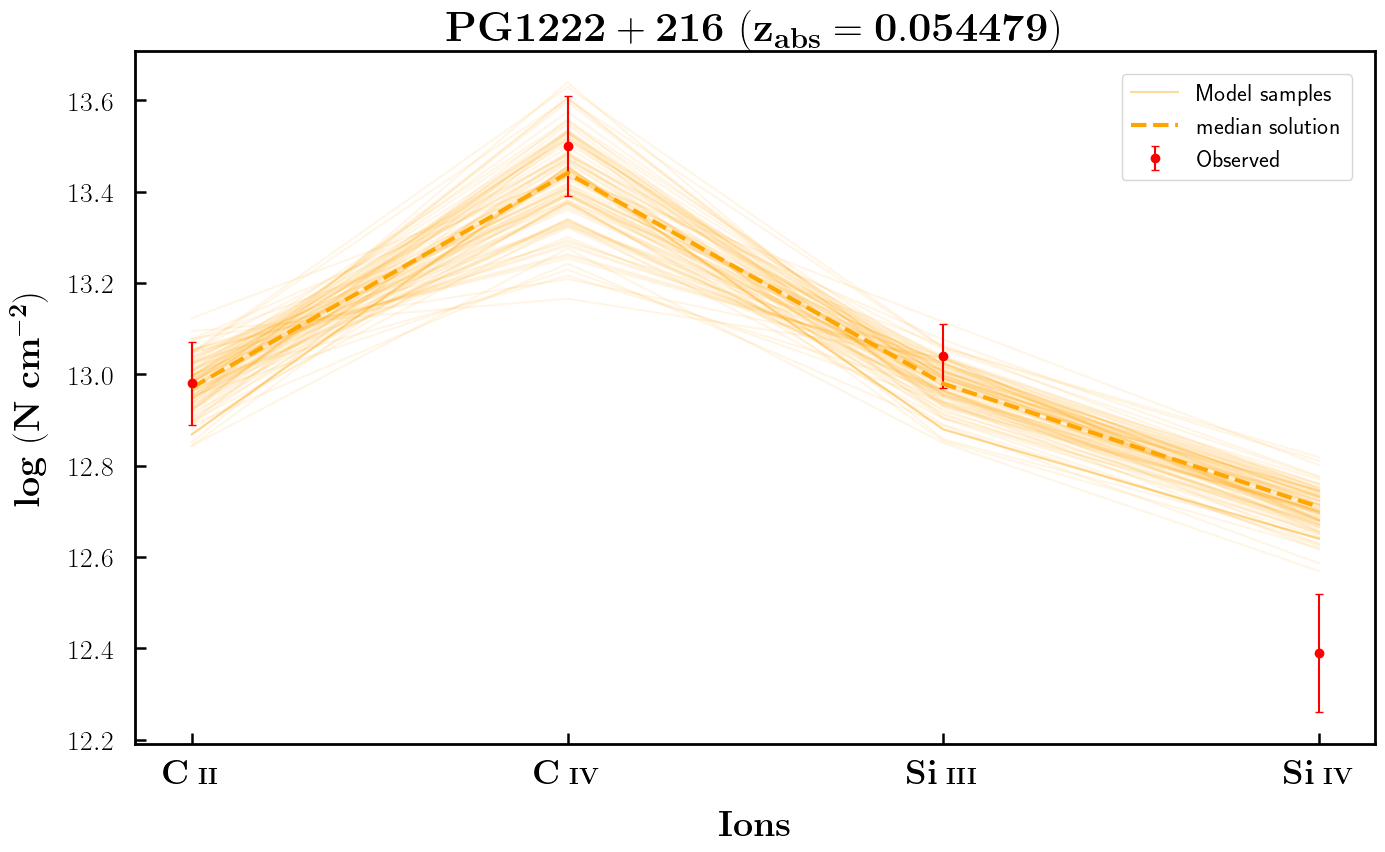 PG1222 + 216 (z_abs = 0.054479)
Model samples
median solution
Observed
log (N cm⁻²)
13.6
13.4
13.2
13.0
12.8
12.6
12.4
12.2
C II
C IV
Si III
Si IV
Ions